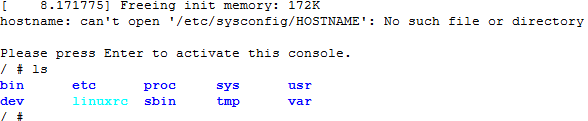 [    8.171775] Freeing init memory: 172K
hostname: can't open '/etc/sysconfig/HOSTNAME': No such file or directory

Please press Enter to activate this console.
/ # ls
bin      etc      proc     sys      usr
dev      linuxrc  sbin     tmp      var
/ #